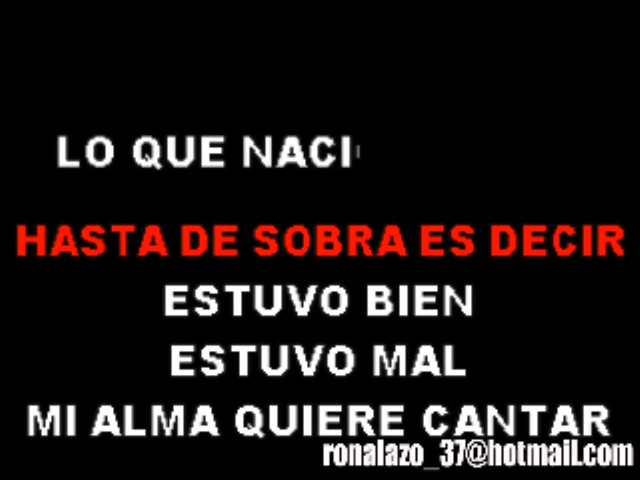 LO QUE NACI
HASTA DE SOBRA ES DECIR
ESTUVO BIEN
ESTUVO MAL
MI ALMA QUIERE CANTAR
ronalazo_37@hotmail.com